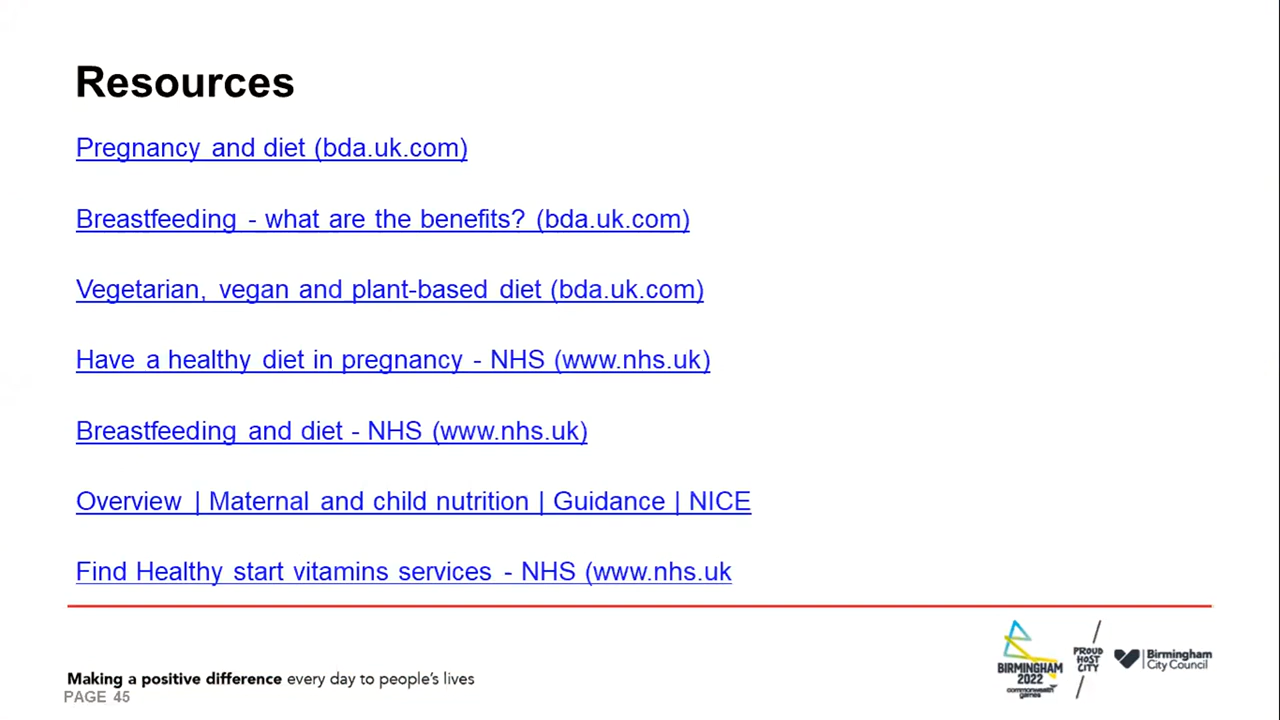 Resources
Pregnancy and diet (bda.uk.com)
Breastfeeding - what are the benefits? (bda.uk.com)
Vegetarian, vegan and plant-based diet (bda.uk.com)
Have a healthy diet in pregnancy - NHS (www.nhs.uk)
Breastfeeding and diet - NHS (www.nhs.uk)
Overview | Maternal and child nutrition | Guidance | NICE
Find Healthy start vitamins services - NHS (www.nhs.uk
Making a positive difference every day to people's lives
PAGE 45
BIRMINGHAM
2022
commonwealth
games
PROUD
HOST
CITY
Birmingham
City Council